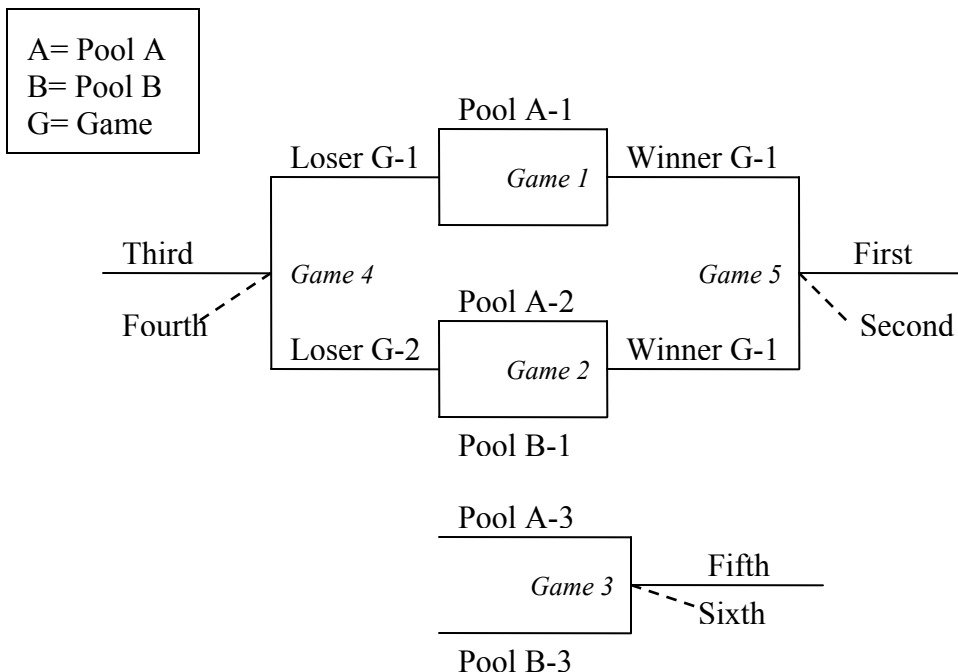 A= Pool A
B= Pool B
G= Game
Pool A-1
Loser G-1
Game 1
Winner G-1
Third
Game 4
Game 5
First
Fourth
Pool A-2
Second
Loser G-2
Game 2
Winner G-1
Pool B-1
Pool A-3
Game 3
Fifth
Sixth
Pool B-3